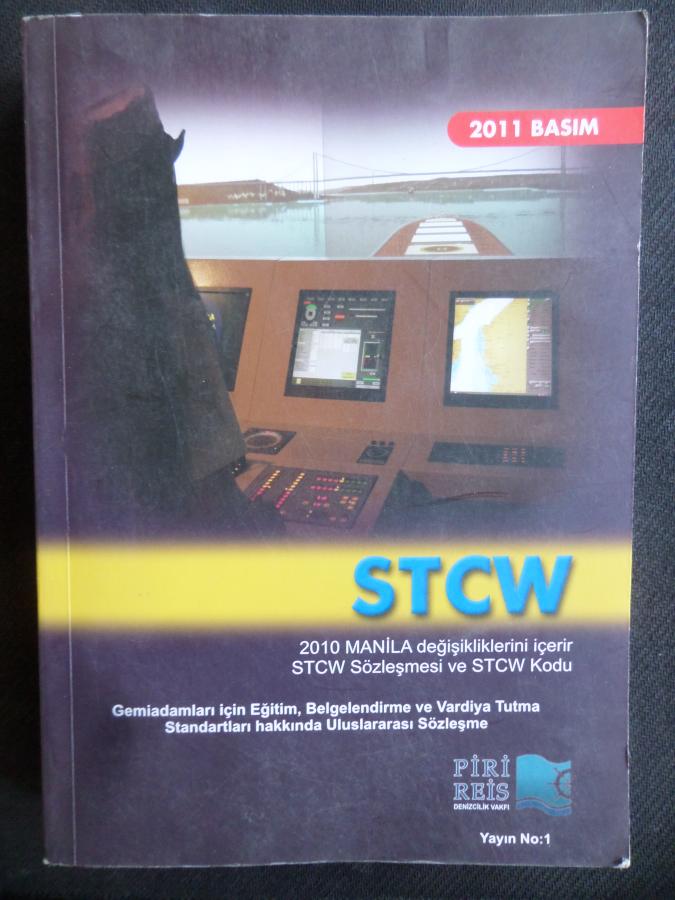 2011 BASIM
STCW
2010 MANİLA değişikliklerini içerir
STCW Sözleşmesi ve STCW Kodu
Gemiadamları için Eğitim, Belgelendirme ve Vardiya Tutma
Standartları hakkında Uluslararası Sözleşme
PİRİ
REİS
DENİZCİLİK VAKFI
Yayın No:1